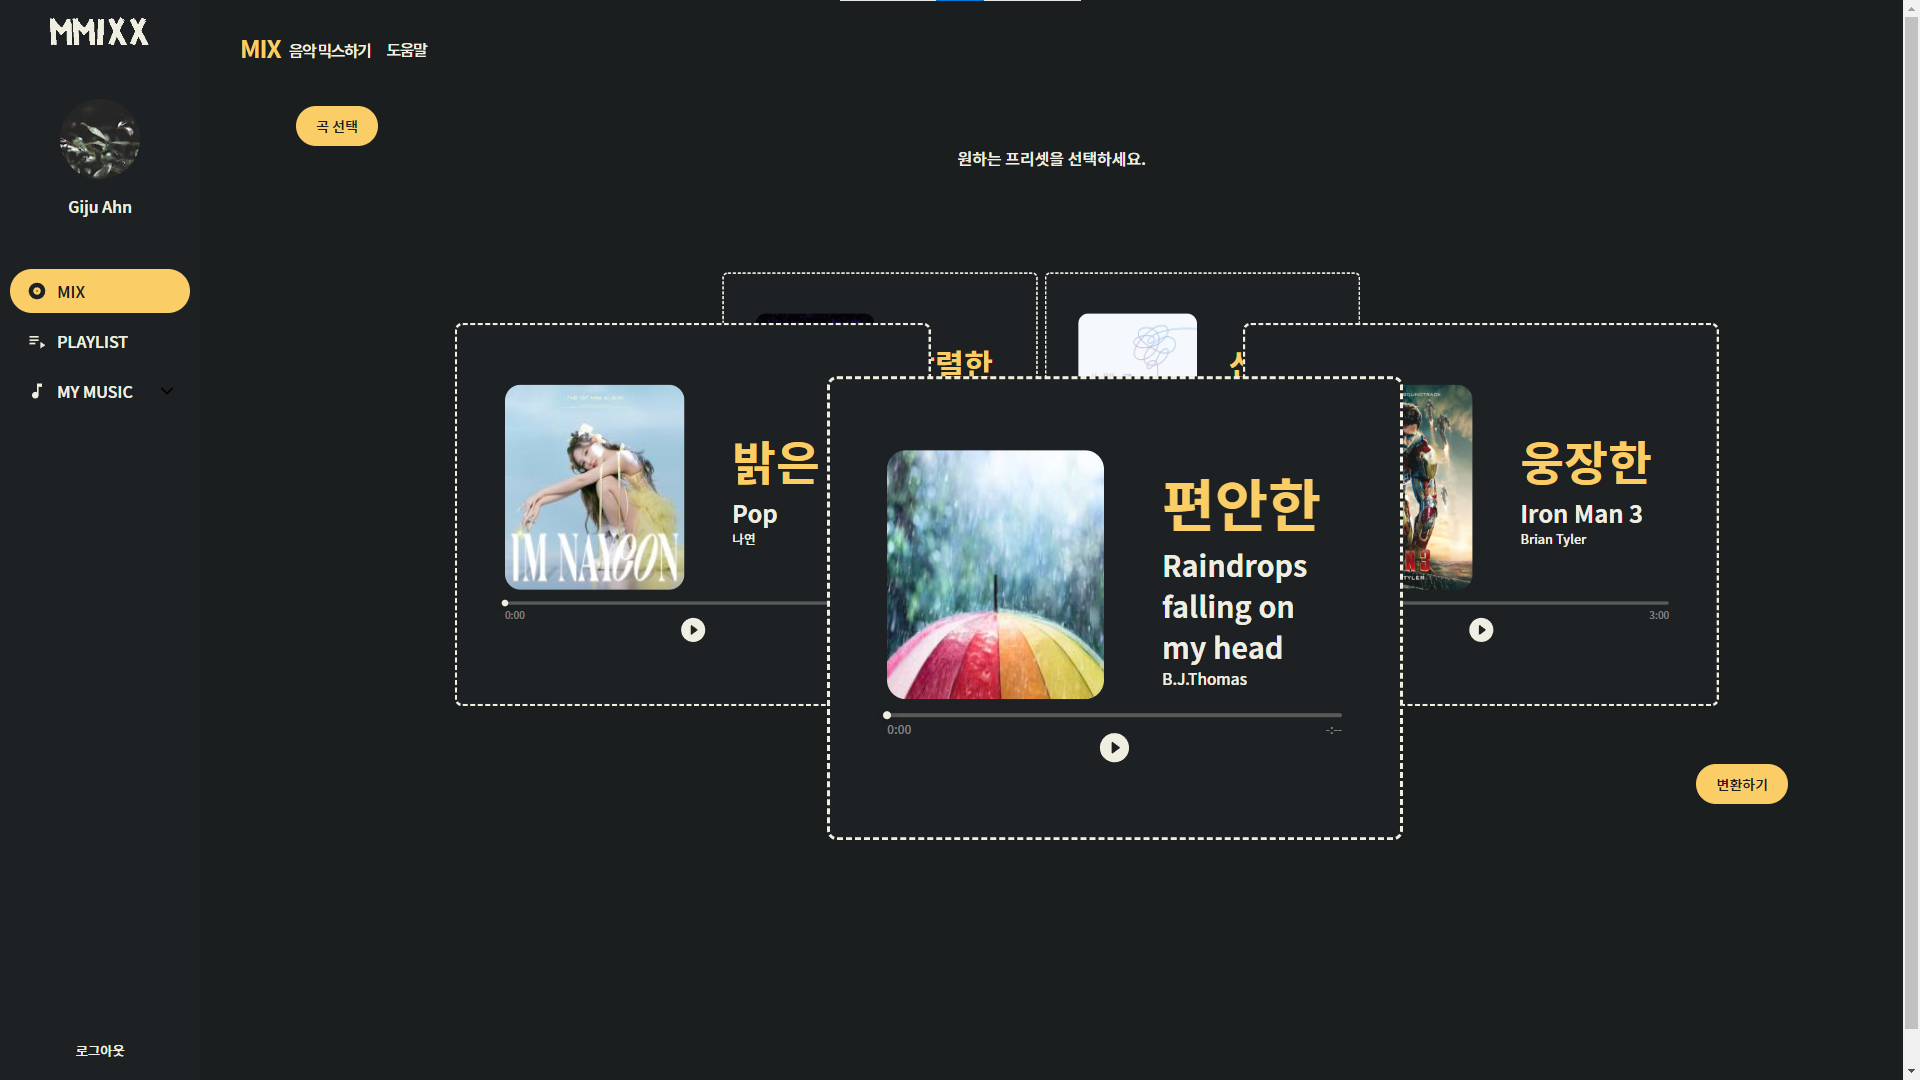 MMIXX
MIX 음악 믹스하기 도움말
곡 선택
원하는 프리셋을 선택하세요.
Giju Ahn
MIX
PLAYLIST
MY MUSIC
로그아웃
렬한
THE 1ST MINI ALBUM
IM NAYEON
밝은
Pop
나연
0:00
편안한
Raindrops
falling on
my head
B.J.Thomas
0:00
-:--
SOUNDTRACK
N 3
TYLER
웅장한
Iron Man 3
Brian Tyler
3:00
변환하기